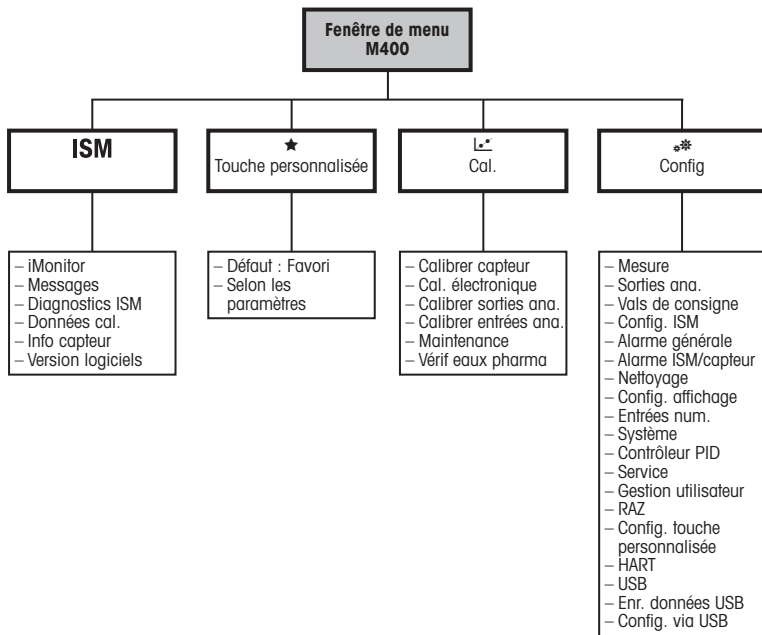 Fenêtre de menu
M400
ISM
Touche personnalisée
Cal.
Config
– iMonitor
– Messages
– Diagnostics ISM
– Données cal.
– Info capteur
– Version logiciels
– Défaut : Favori
– Selon les
paramètres
– Calibrer capteur
– Cal. électronique
– Calibrer sorties ana.
– Calibrer entrées ana.
– Maintenance
– Vérif eaux pharma
– Mesure
– Sorties ana.
– Vals de consigne
– Config. ISM
– Alarme générale
– Alarme ISM/capteur
– Nettoyage
– Config. affichage
– Entrées num.
– Système
– Contrôleur PID
– Service
– Gestion utilisateur
– RAZ
– Config. touche
personnalisée
– HART
– USB
– Enr. données USB
– Config. via USB